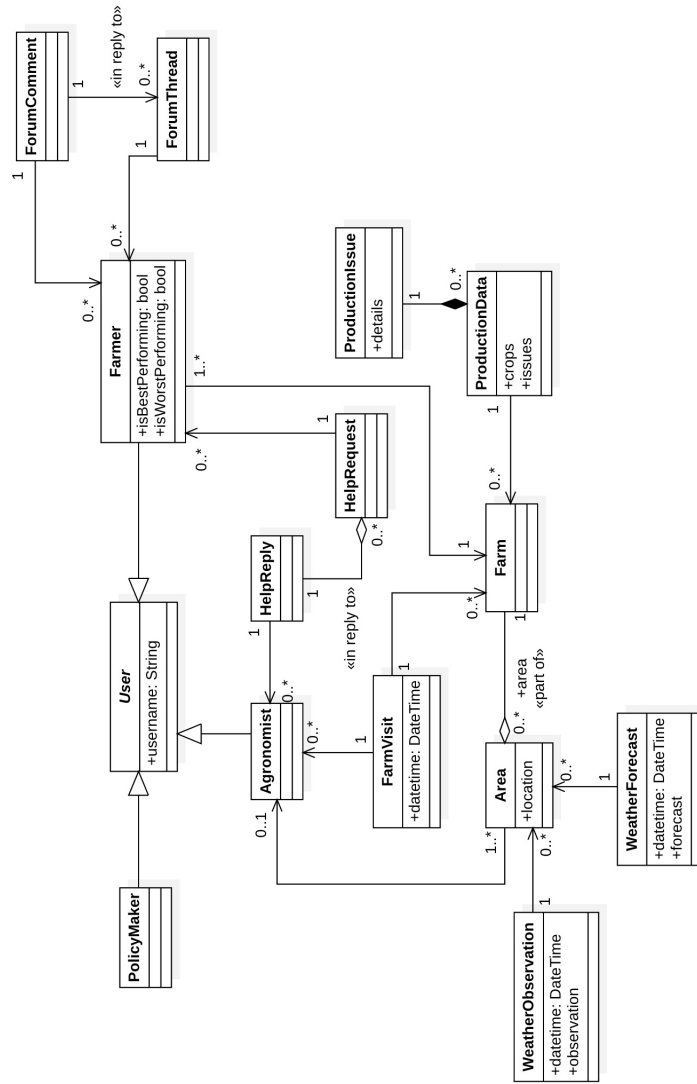 ForumComment
1
1
«in reply to»
0..*
ForumThread
1
0..*
0..*
Farmer
+isBestPerforming: bool
+isWorstPerforming: bool
1..*
0..*
User
+username: String
PolicyMaker
HelpReply
1
1
«in reply to»
HelpRequest
1
0..*
Agronomist
0..*
0..*
0..1
FarmVisit
+datetime: DateTime
1
1
ProductionIssue
+details
1
0..*
ProductionData
+crops
+issues
1
0..*
Farm
1
0..*
1
+area
«part of»
0..*
Area
+location
1..*
0..*
0..*
WeatherObservation
+datetime: DateTime
+observation
1
WeatherForecast
+datetime: DateTime
+forecast
1